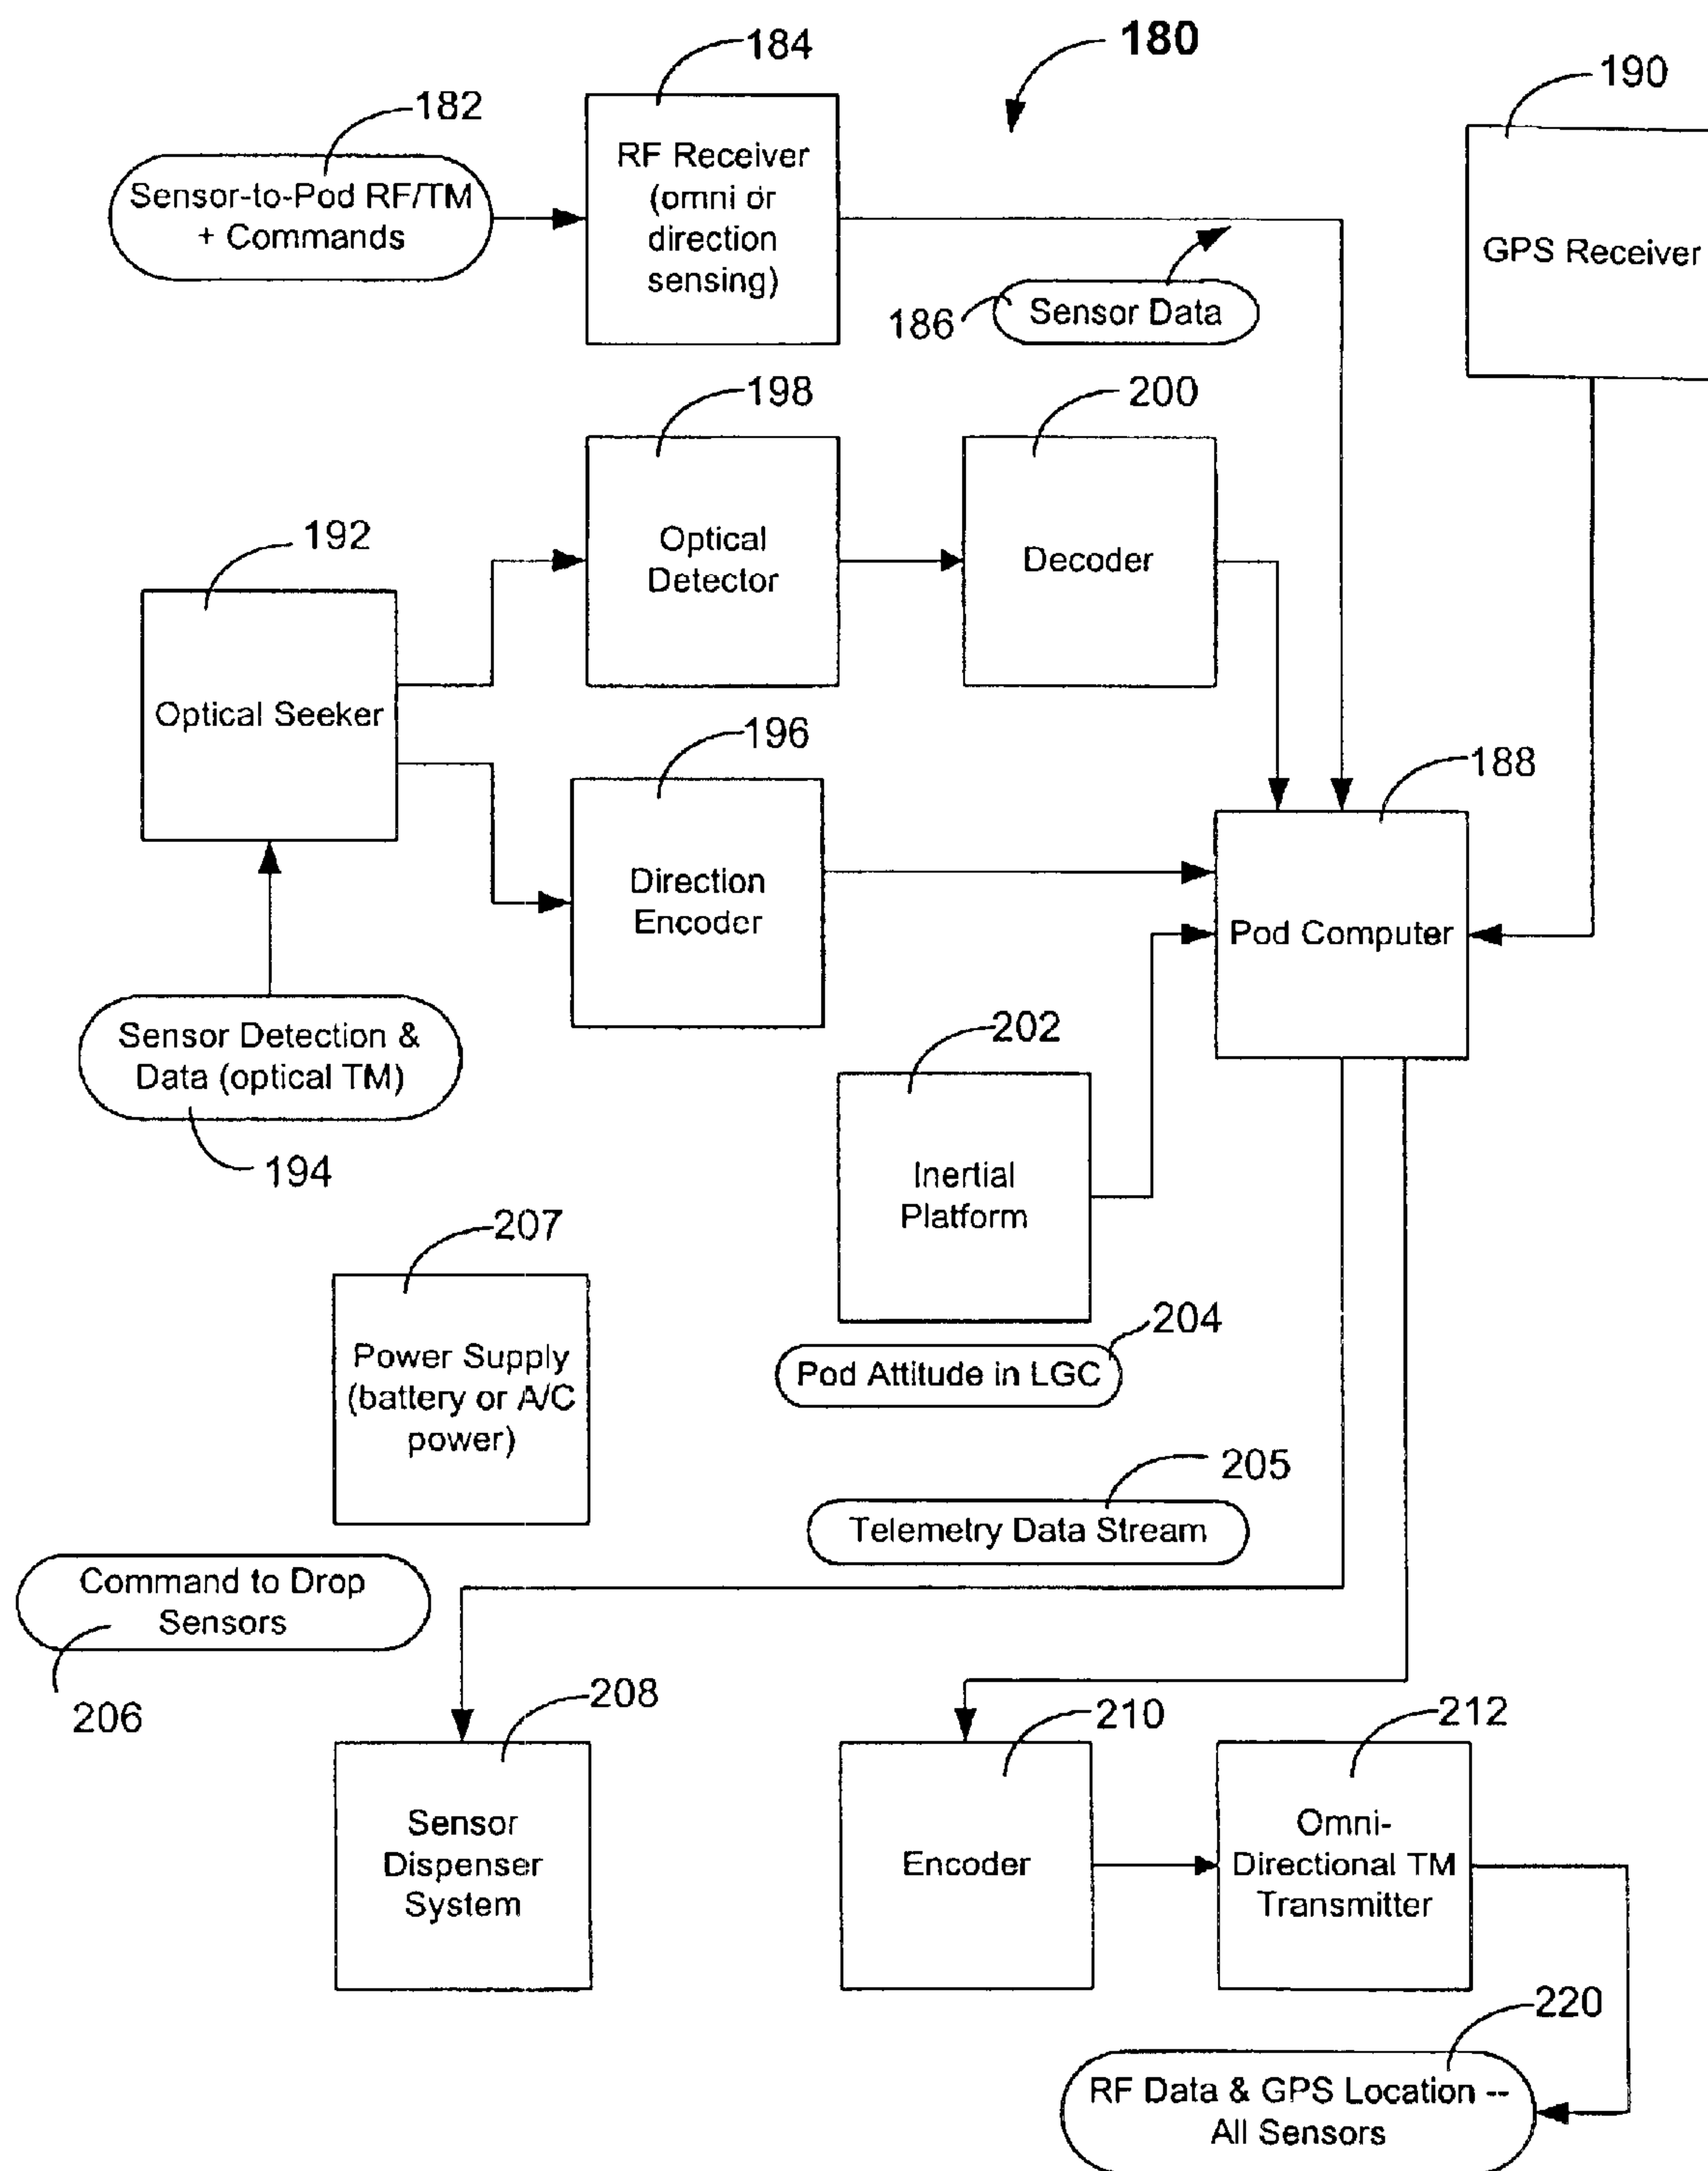 180
184
190
182
RF Receiver
(omni or
direction
sensing)
Sensor-to-Pod RF/TM
+ Commands
GPS Receiver
186
Sensor Data
198
200
192
Optical
Detector
Decoder
Optical Seeker
196
188
Direction
Encoder
Pod Computer
Sensor Detection &
Data (optical TM)
194
202
Inertial
Platform
207
204
Power Supply
(battery or A/C
power)
Pod Attitude in LGC
205
Telemetry Data Stream
Command to Drop
Sensors
206
208
210
212
Sensor
Dispenser
System
Encoder
Omni-
Directional TM
Transmitter
220
RF Data & GPS Location --
All Sensors